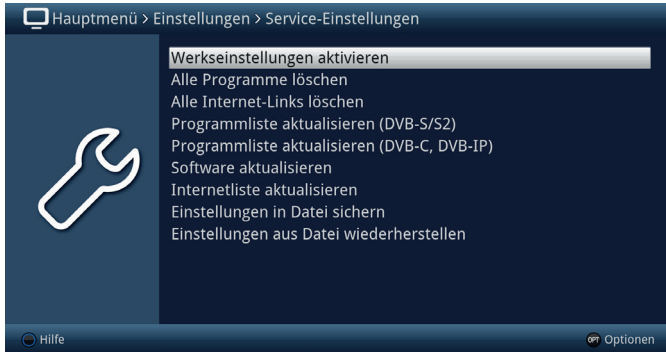 Hauptmenü > Einstellungen > Service-Einstellungen
Werkseinstellungen aktivieren
Alle Programme löschen
Alle Internet-Links löschen
Programmliste aktualisieren (DVB-S/S2)
Programmliste aktualisieren (DVB-C, DVB-IP)
Software aktualisieren
Internetliste aktualisieren
Einstellungen in Datei sichern
Einstellungen aus Datei wiederherstellen
Hilfe OPT Optionen